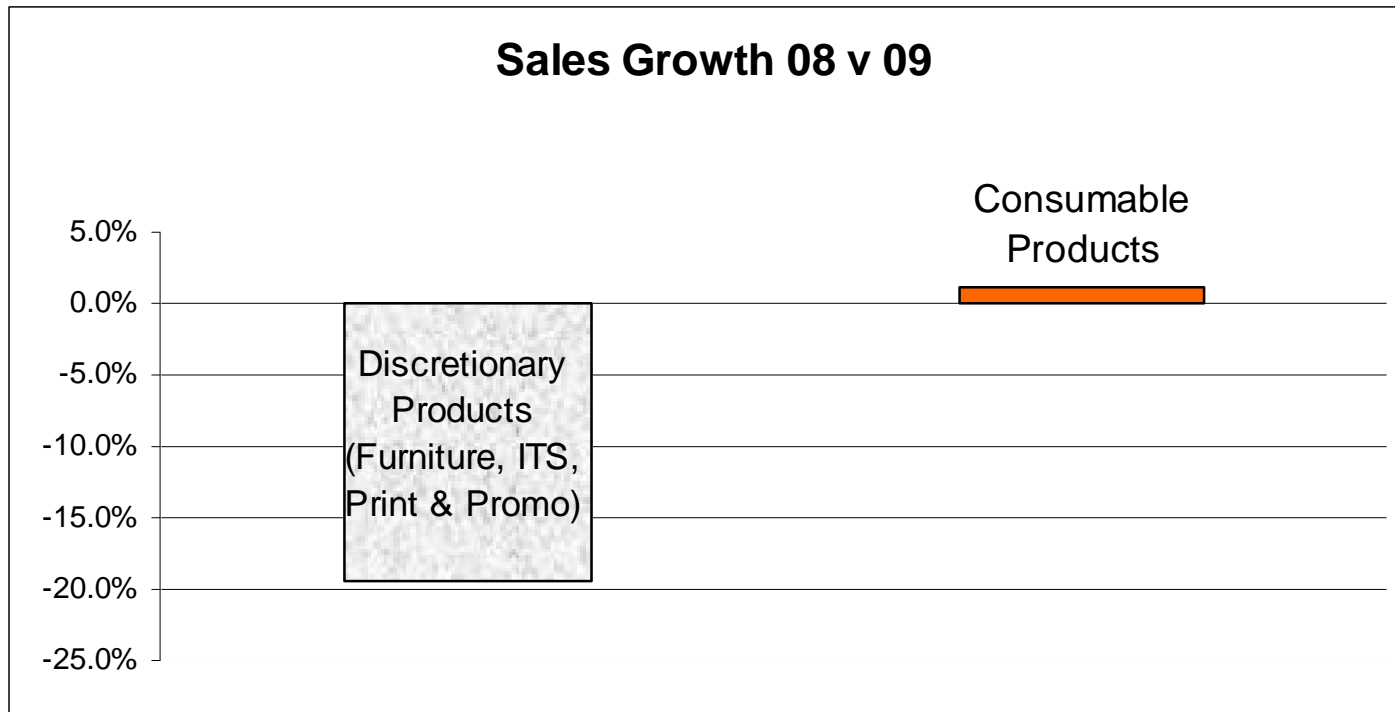 Sales Growth 08 v 09
Consumable
Products
5.0%
0.0%
-5.0%
-10.0%
-15.0%
-20.0%
-25.0%
Discretionary
Products
(Furniture, ITS,
Print & Promo)